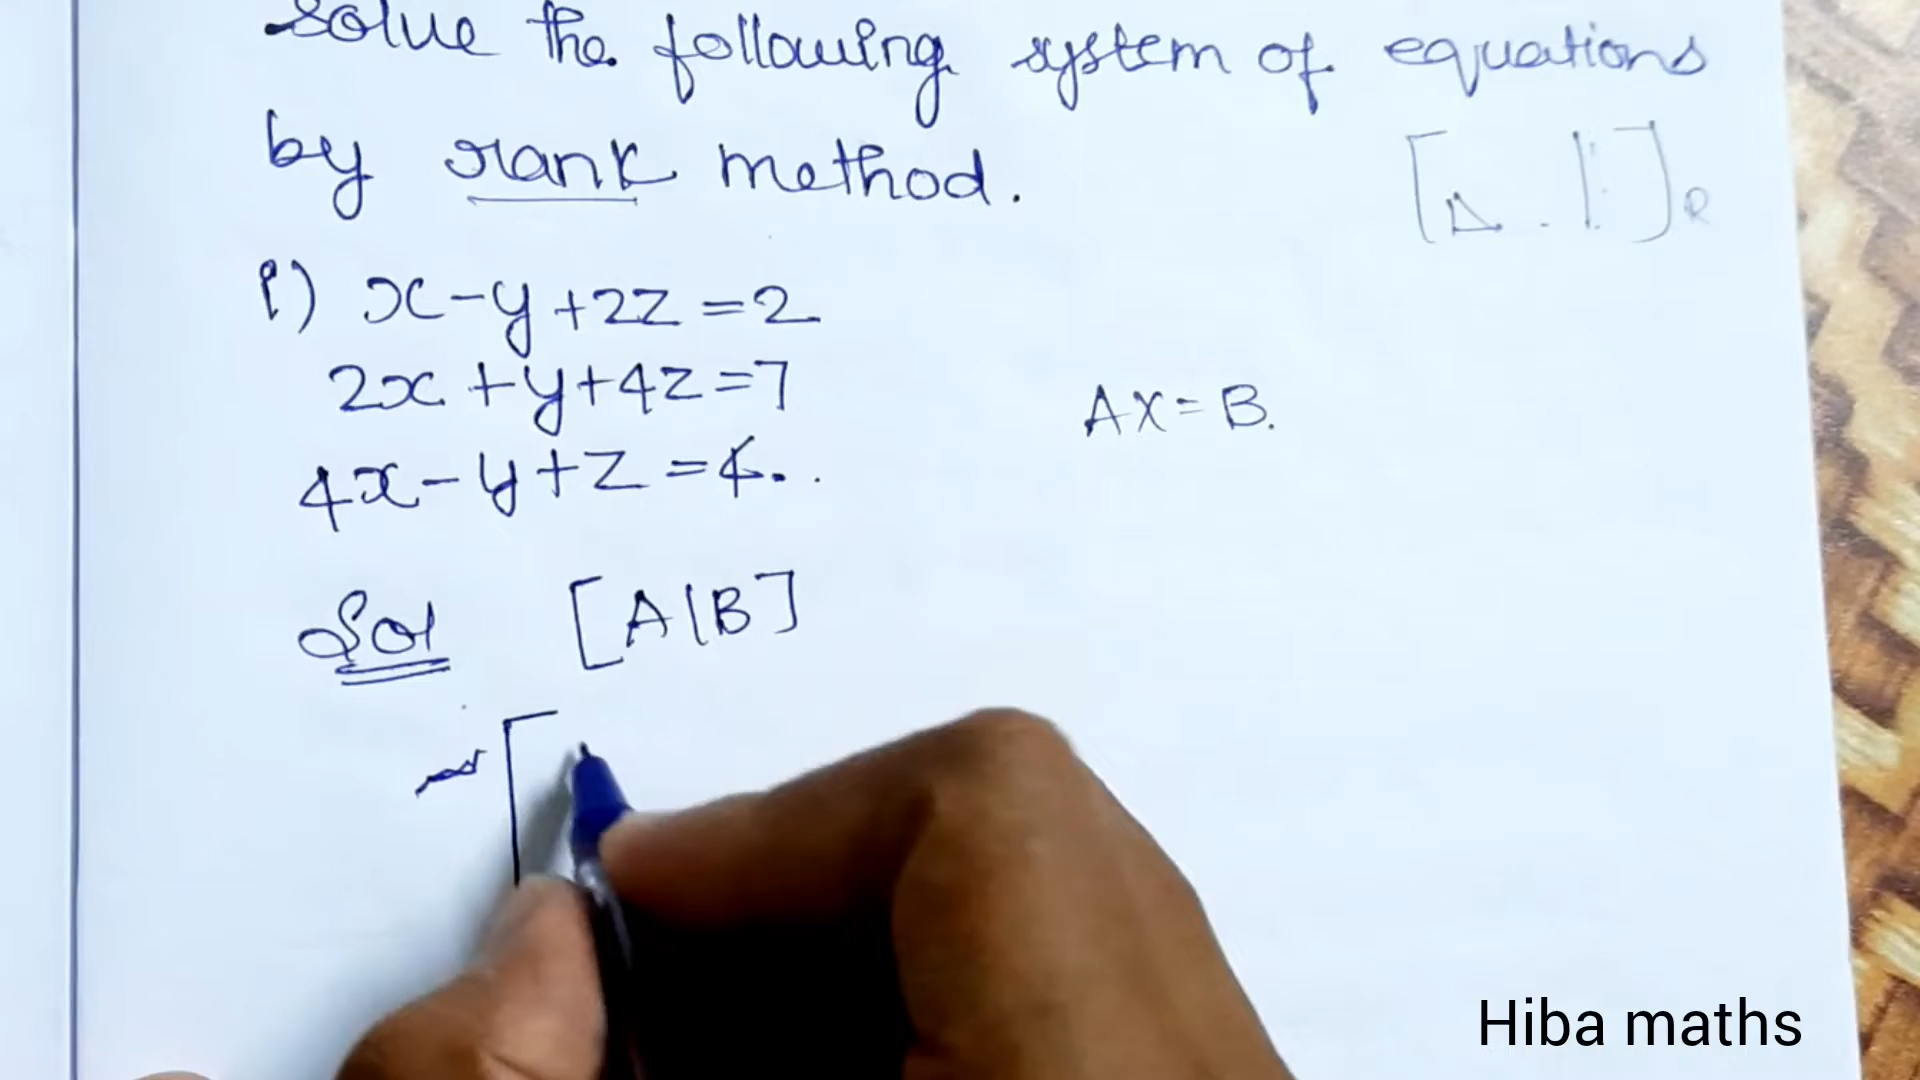 Solve the following system of equations
by rank method.
i) x-y+2z=2
2x+y+4z=7
4x-y+z=4.
AX=B.
Sol [A|B]
Hiba maths